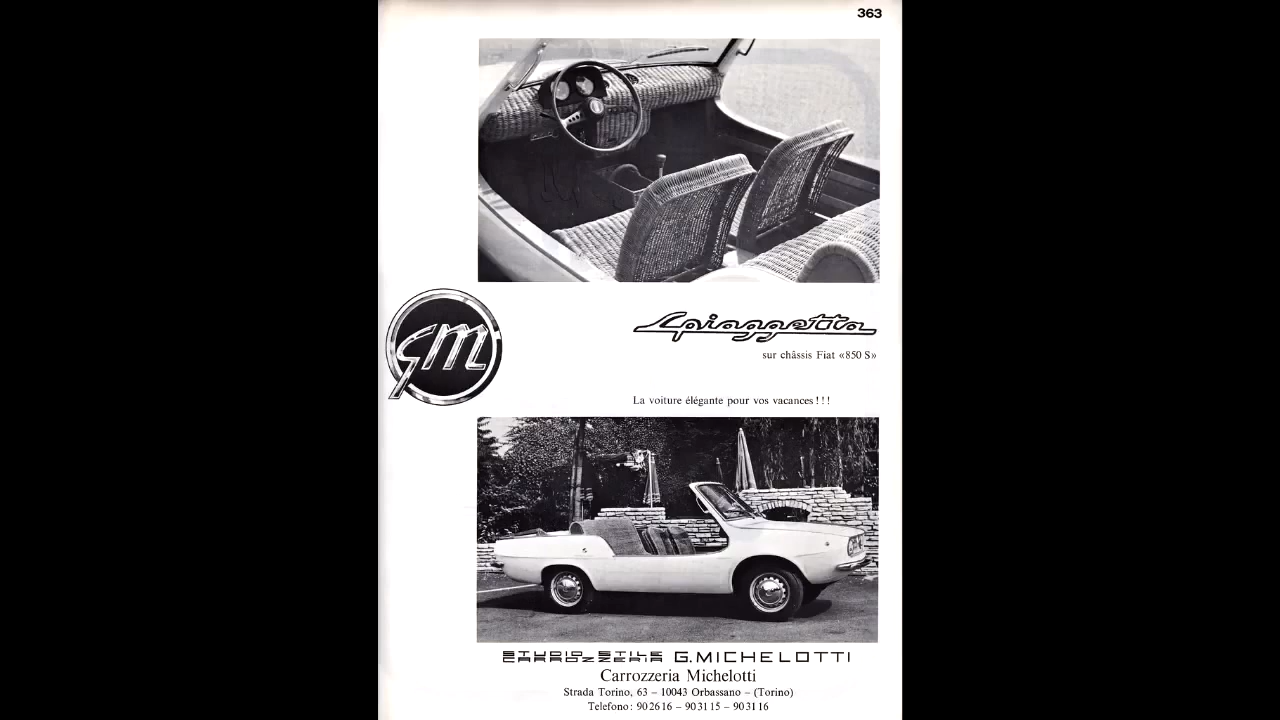 363
GM
Spiaggetta
sur châssis Fiat «850 S»
La voiture élégante pour vos vacances!!!
STUDIO STILE
CARROZZERIA G.MICHELOTTI
Carrozzeria Michelotti
Strada Torino, 63 – 10043 Orbassano – (Torino)
Telefono: 902616 – 903115 – 903116